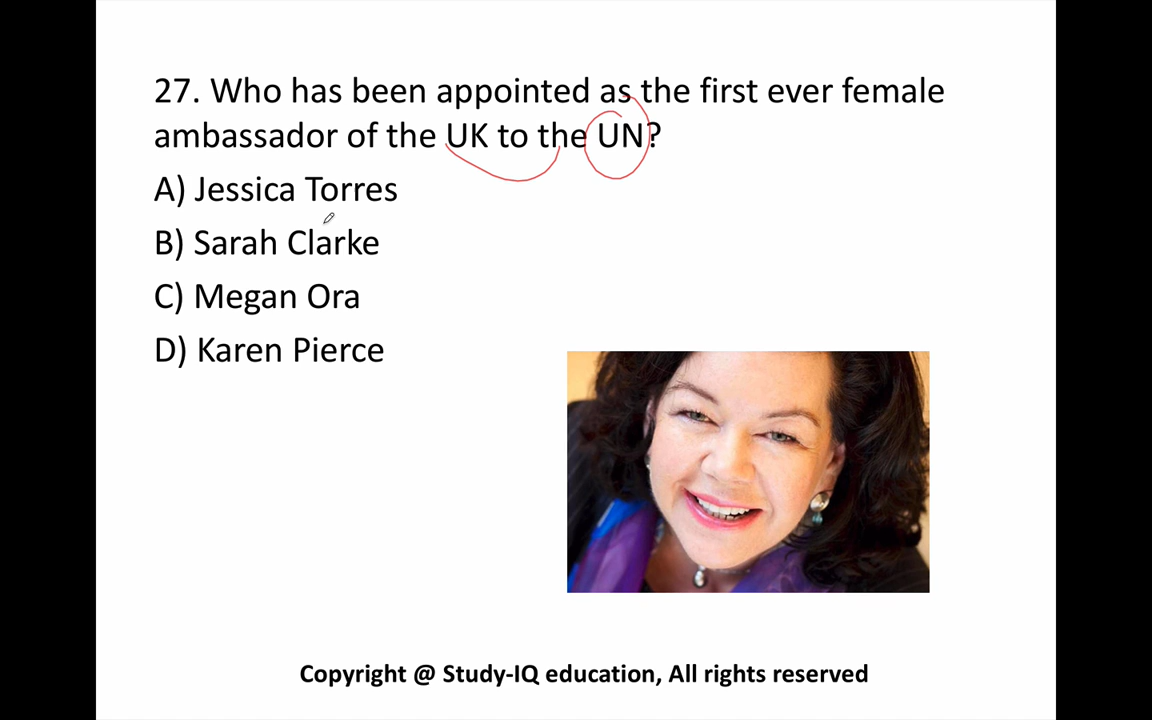 27. Who has been appointed as the first ever female
ambassador of the UK to the UN?
A) Jessica Torres
B) Sarah Clarke
C) Megan Ora
D) Karen Pierce
Copyright @ Study-IQ education, All rights reserved